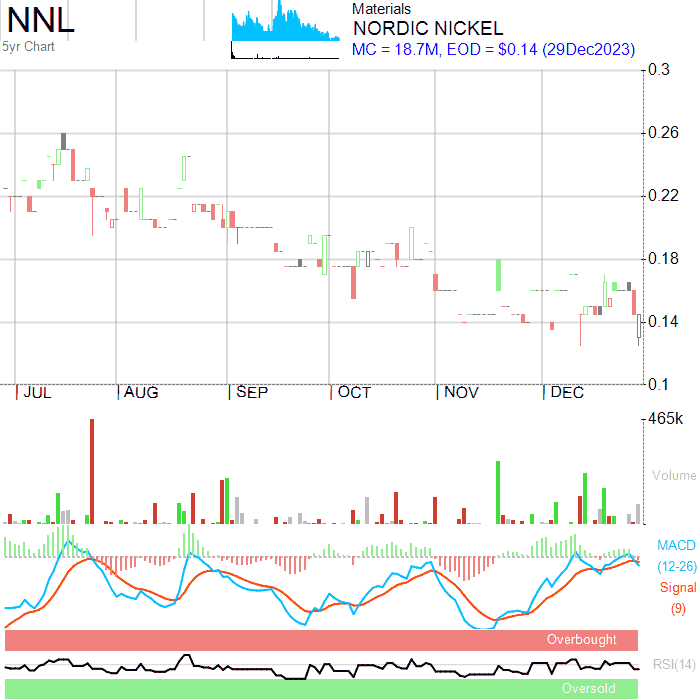 NNL
5yr Chart
Materials
NORDIC NICKEL
MC = 18.7M, EOD = $0.14 (29Dec2023)
0.3
0.26
0.22
0.18
0.14
0.1
JUL AUG SEP OCT NOV DEC
465k
Volume
MACD
(12-26)
Signal
(9)
Overbought
RSI(14)
Oversold